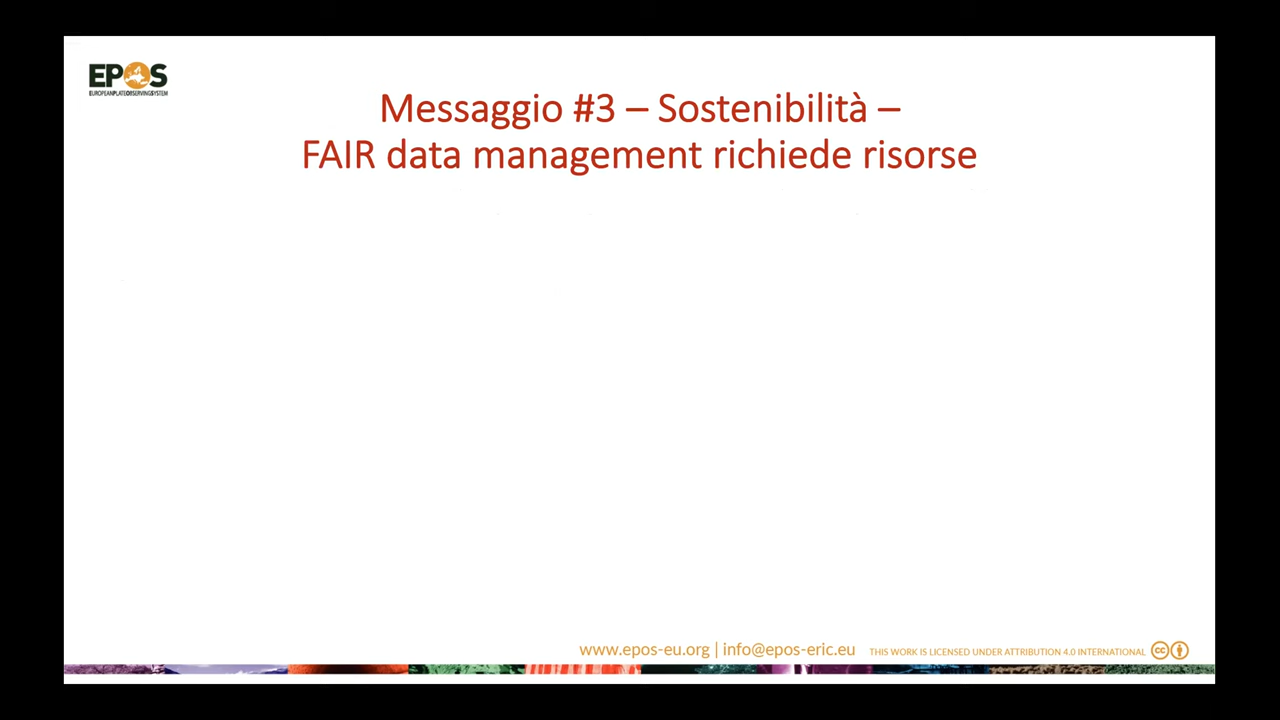 EPOS
EUROPEANPLATEOBSERVINGSYSTEM
Messaggio #3 – Sostenibilità –
FAIR data management richiede risorse
www.epos-eu.org | info@epos-eric.eu THIS WORK IS LICENSED UNDER ATTRIBUTION 4.0 INTERNATIONAL